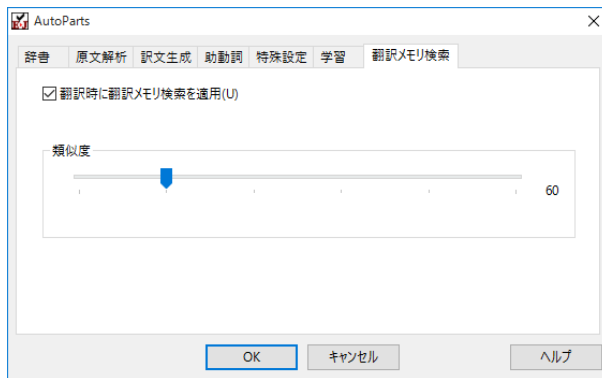 AutoParts
辞書 原文解析 訳文生成 助動詞 特殊設定 学習 翻訳メモリ検索
翻訳時に翻訳メモリ検索を適用(U)
類似度
60
OK キャンセル ヘルプ